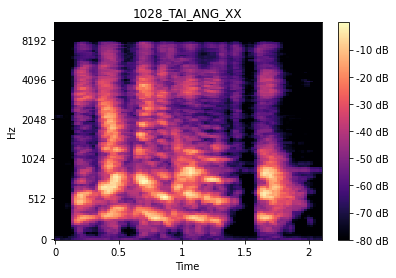 1028_TAI_ANG_XX
8192
4096
2048
1024
512
0
Hz
0
0.5
1
1.5
2
Time
-10 dB
-20 dB
-30 dB
-40 dB
-50 dB
-60 dB
-70 dB
-80 dB